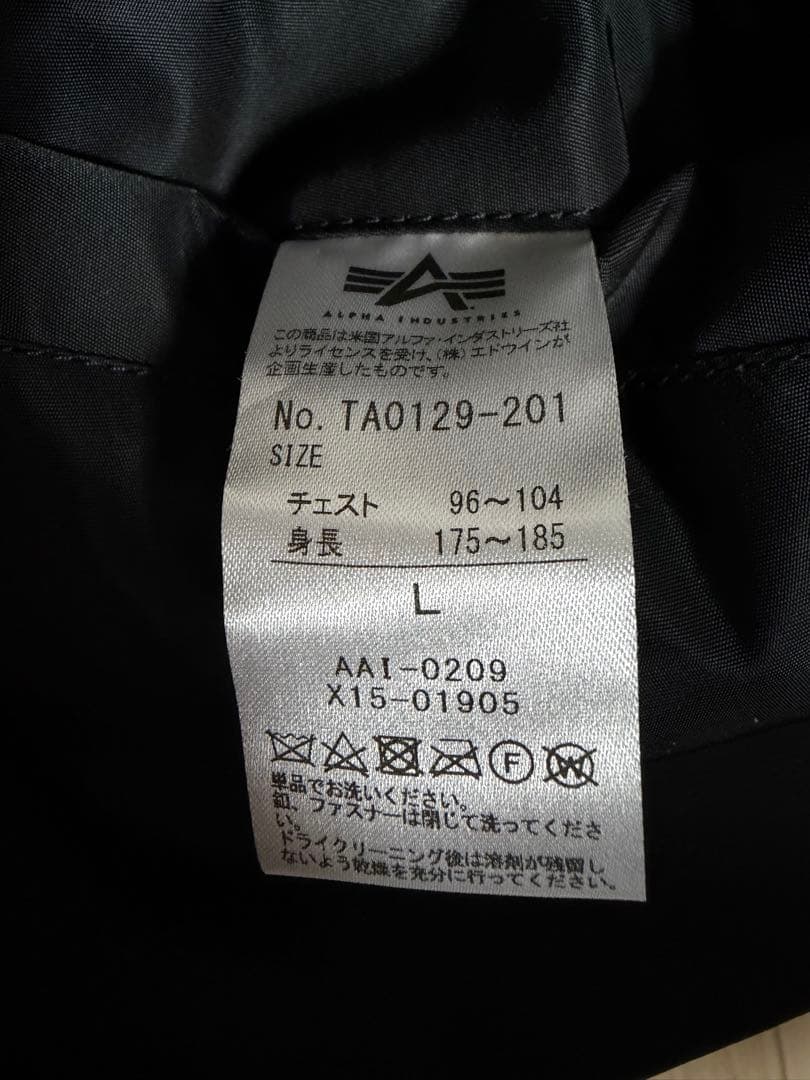 ALPHA INDUSTRIES
この商品は米国アルファ・インダストリーズ社
よりライセンスを受け、(株)エドウインが
企画生産したものです。
No. TA0129-201
SIZE
チェスト 96〜104
身長 175〜185
L
AAI-0209
X15-01905
F W
単品でお洗いください。
釦、ファスナーは閉じて洗ってくださ
い。
ドライクリーニング後は溶剤が残留し
ないよう乾燥を充分に行ってください。